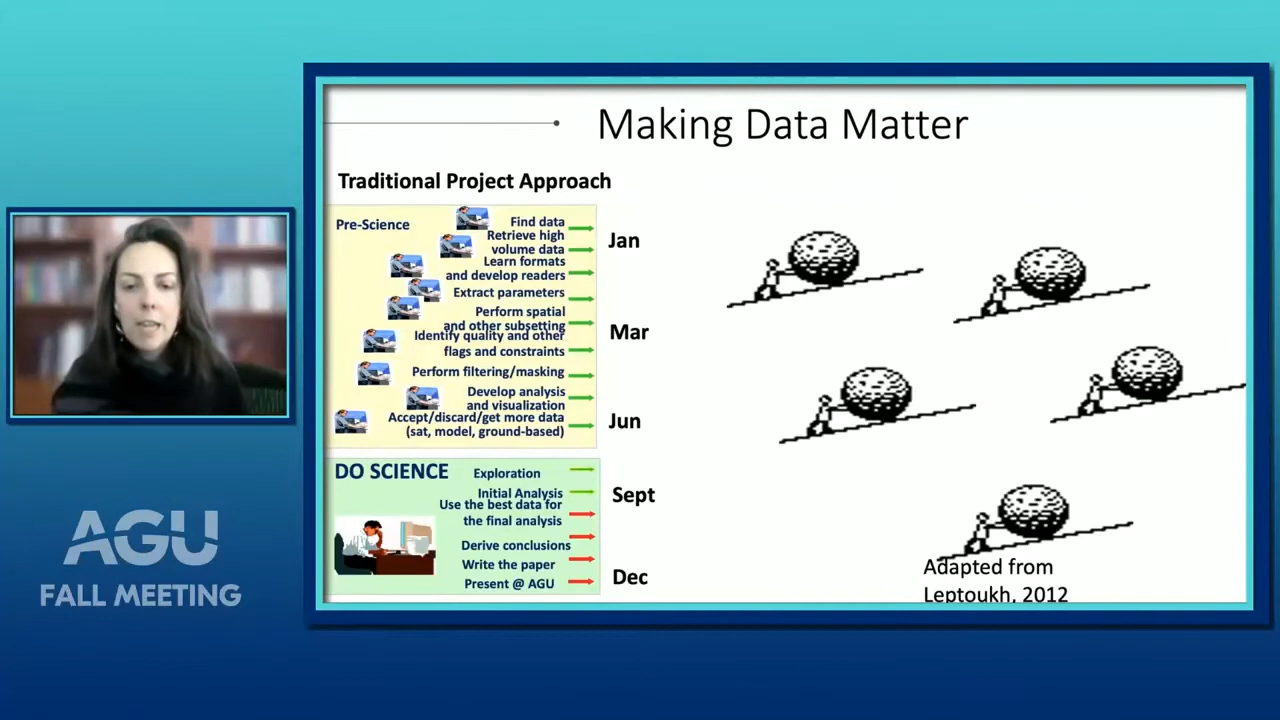 Making Data Matter
Traditional Project Approach
Pre-Science
Find data
Retrieve high
volume data
Learn formats
and develop readers
Extract parameters
Perform spatial
and other subsetting
Identify quality and other
flags and constraints
Perform filtering/masking
Develop analysis
and visualization
Accept/discard/get more data
(sat, model, ground-based)
Jan
Mar
Jun
DO SCIENCE
Exploration
Initial Analysis
Use the best data for
the final analysis
Derive conclusions
Write the paper
Present @ AGU
Sept
Dec
Adapted from
Leptoukh, 2012
AGU
FALL MEETING